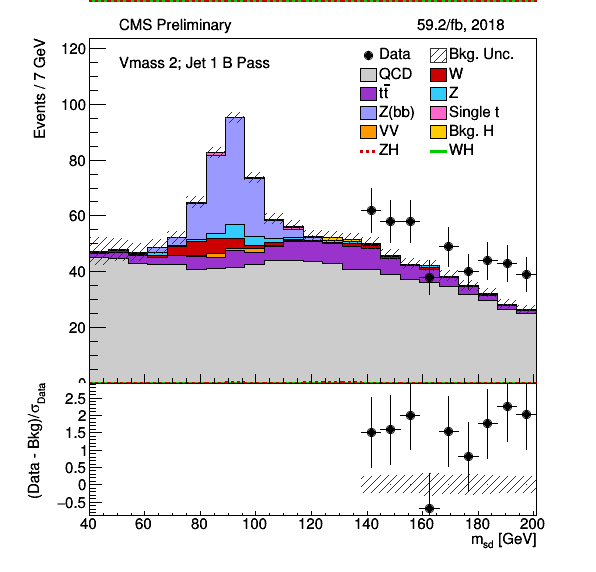 CMS Preliminary 59.2/fb, 2018
Vmass 2; Jet 1 B Pass
Data Bkg. Unc.
QCD W
tt̄ Z
Z(bb) Single t
VV Bkg. H
ZH WH
Events / 7 GeV
120
100
80
60
40
20
0
(Data - Bkg)/σData
2.5
2
1.5
1
0.5
0
−0.5
40 60 80 100 120 140 160 180 200
msd [GeV]